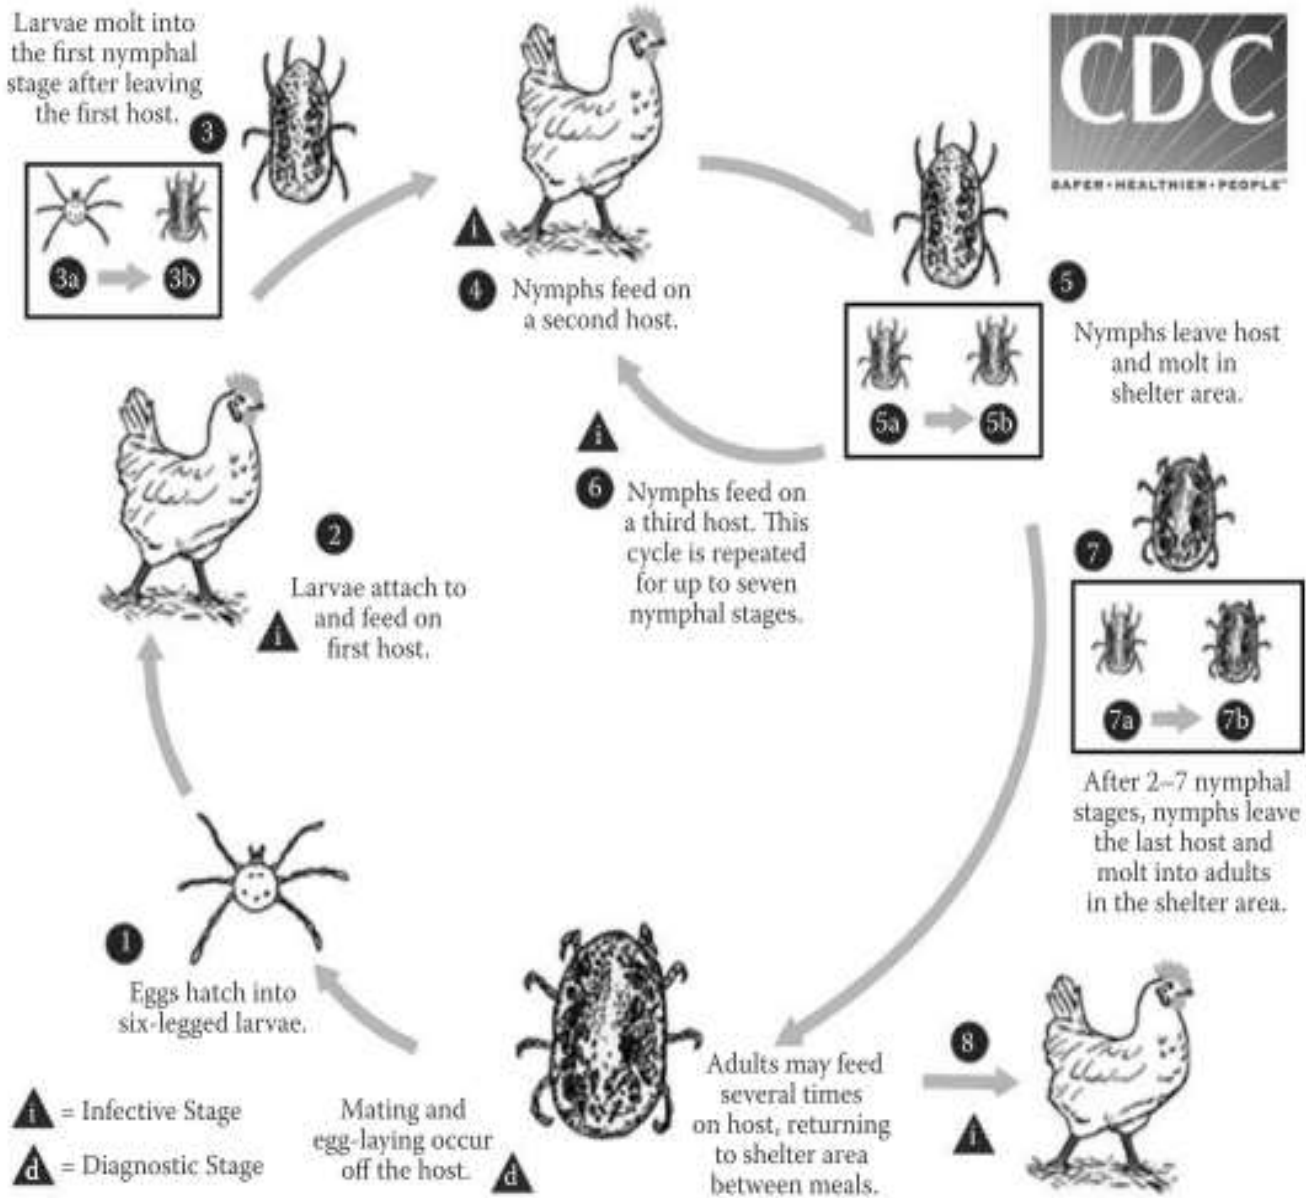 Larvae molt into
the first nymphal
stage after leaving
the first host.
3
3a
3b
i
4
Nymphs feed on
a second host.
CDC
SAFER•HEALTHIER•PEOPLE™
5
Nymphs leave host
and molt in
shelter area.
5a
5b
i
6
Nymphs feed on
a third host. This
cycle is repeated
for up to seven
nymphal stages.
2
Larvae attach to
and feed on
first host.
i
7
7a
7b
After 2–7 nymphal
stages, nymphs leave
the last host and
molt into adults
in the shelter area.
1
Eggs hatch into
six-legged larvae.
Mating and
egg-laying occur
off the host.
d
Adults may feed
several times
on host, returning
to shelter area
between meals.
8
i
i = Infective Stage
d = Diagnostic Stage